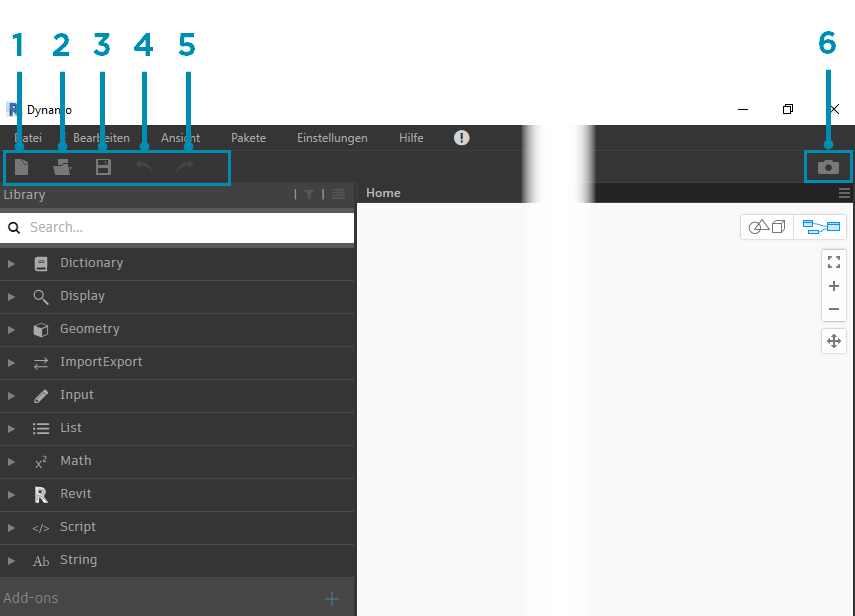 1 2 3 4 5 6
Dynamo
Datei Bearbeiten Ansicht Pakete Einstellungen Hilfe
Library
Home
Search...
Dictionary
Display
Geometry
ImportExport
Input
List
x² Math
R Revit
</> Script
Ab String
Add-ons